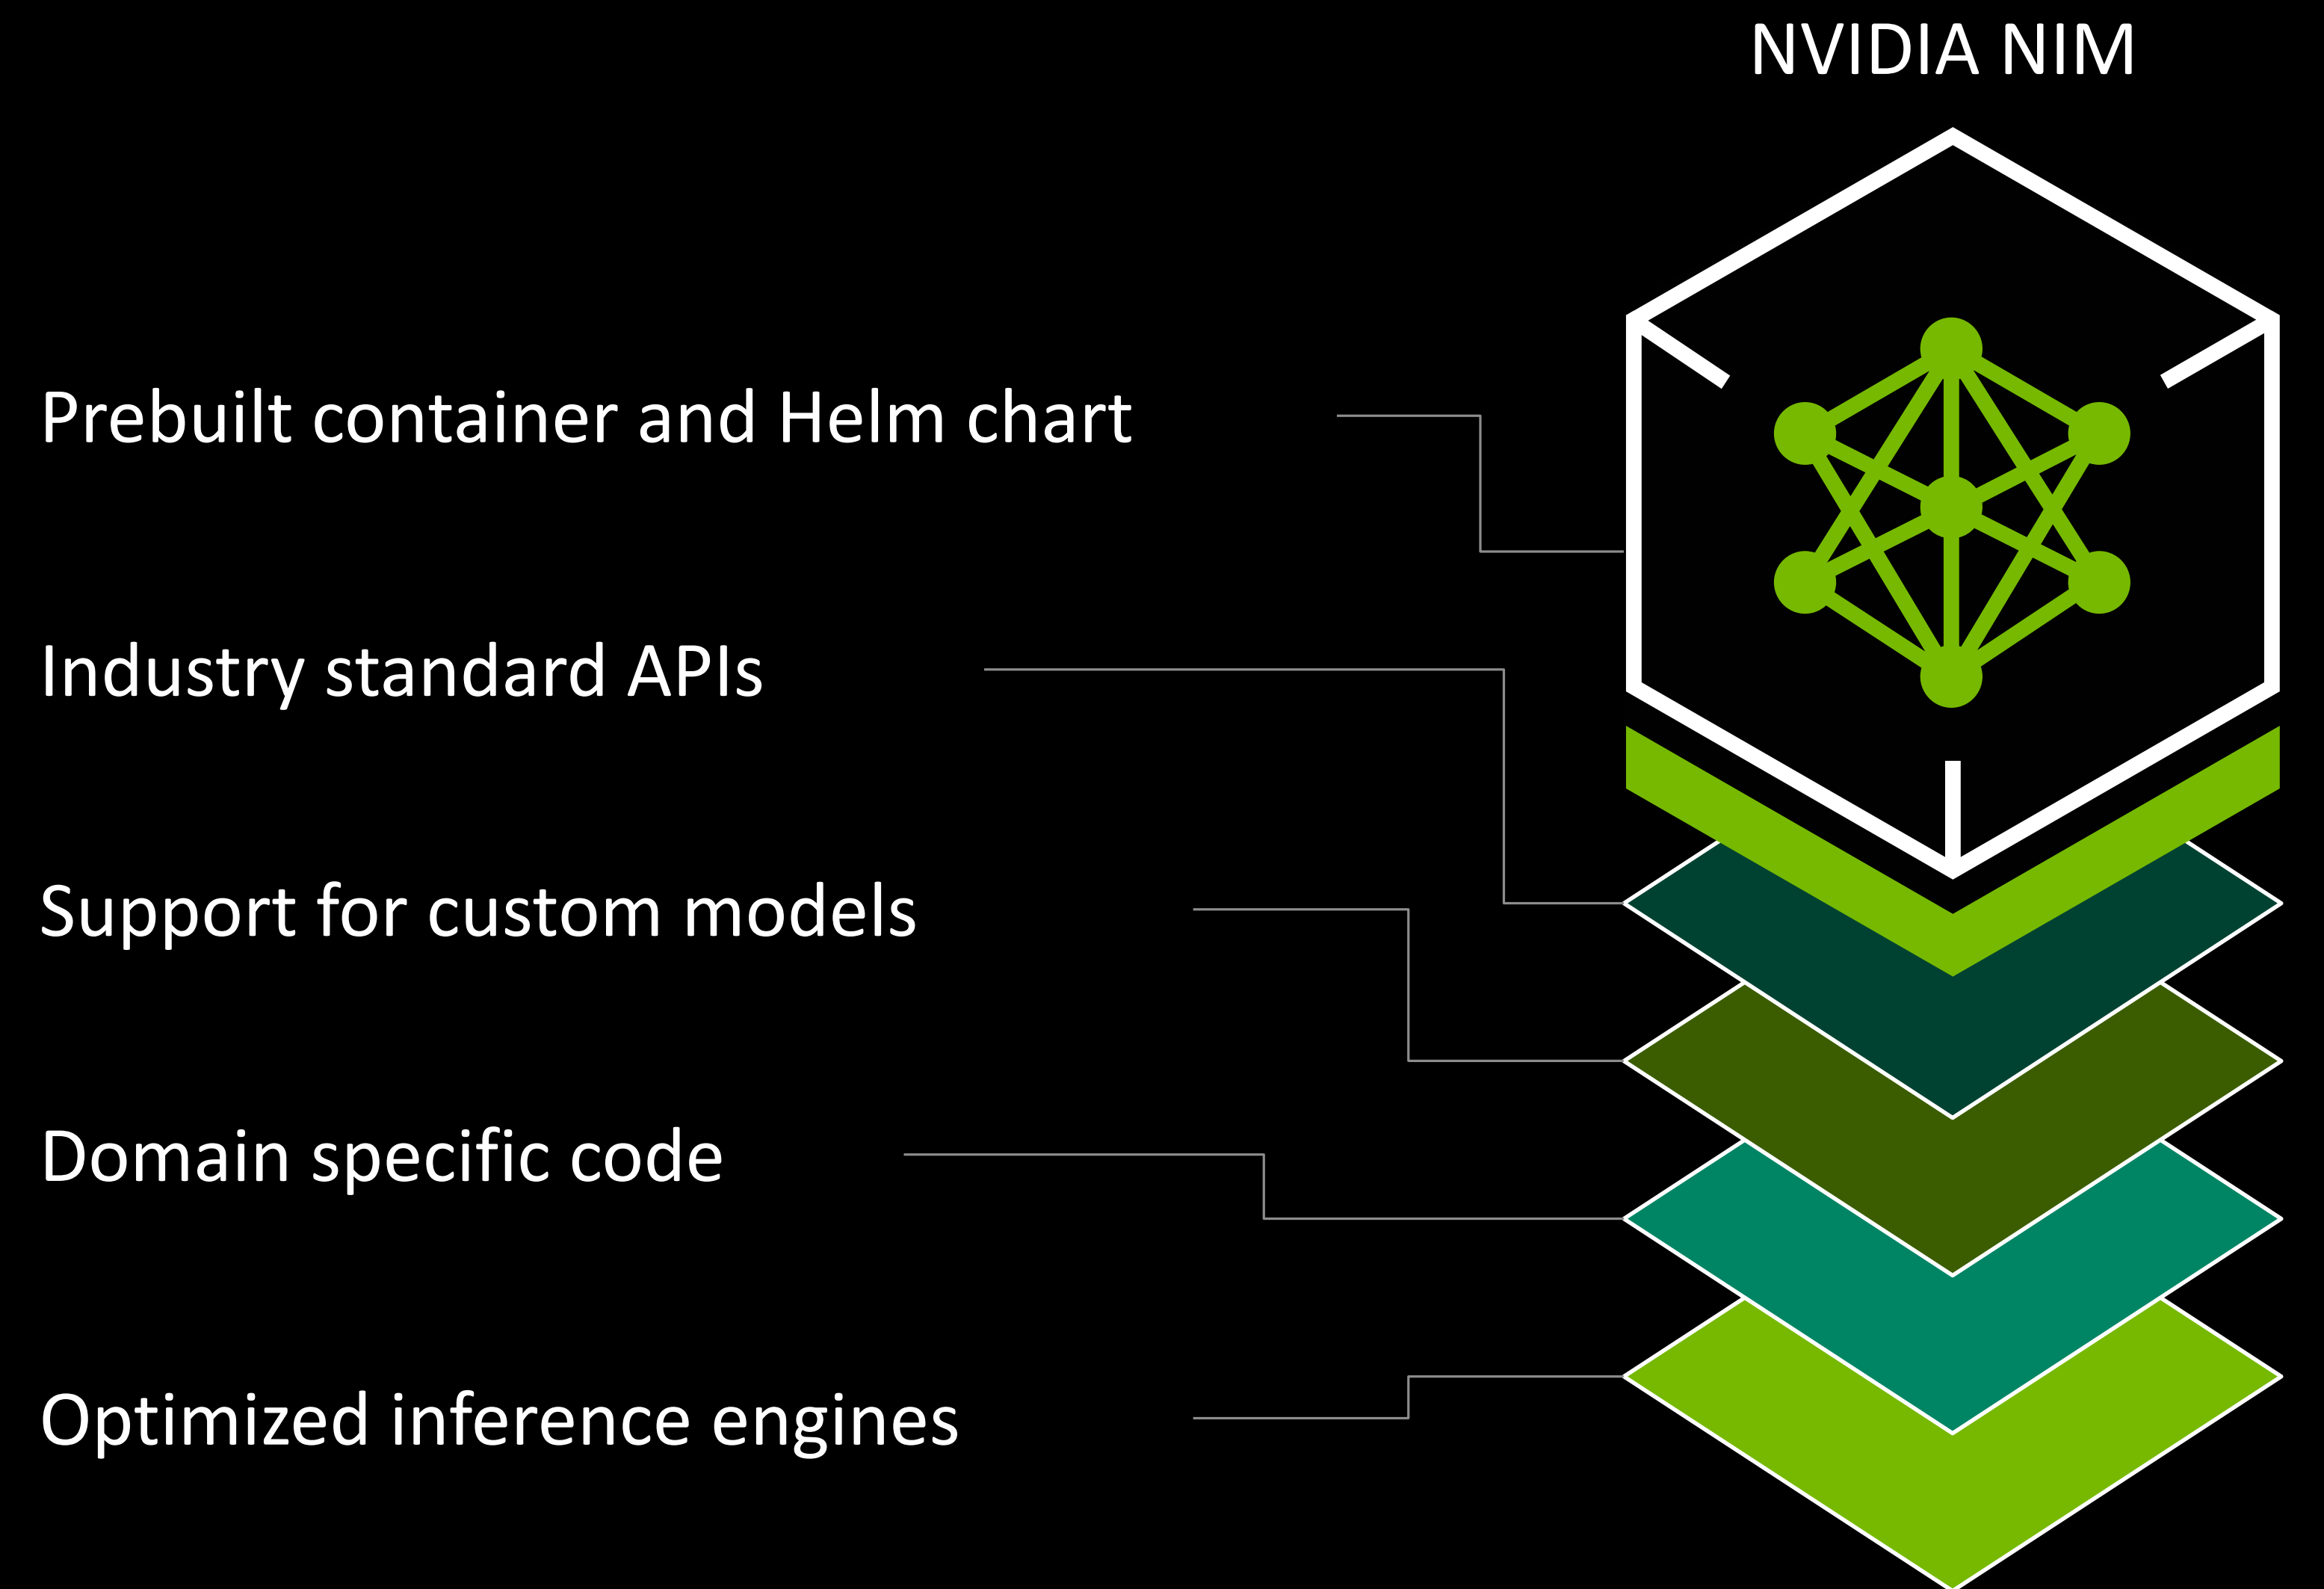 NVIDIA NIM
Prebuilt container and Helm chart
Industry standard APIs
Support for custom models
Domain specific code
Optimized inference engines